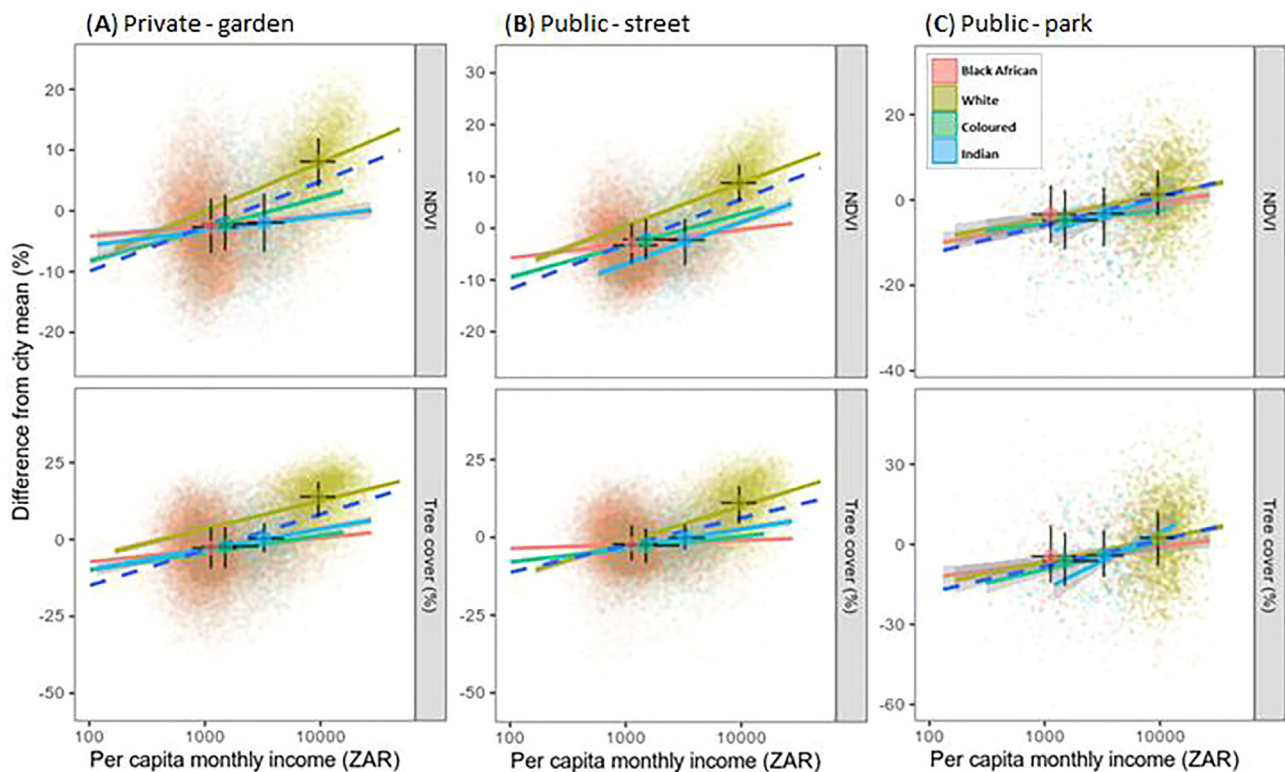 (A) Private - garden
(B) Public - street
(C) Public - park
Difference from city mean (%)
20
10
0
-10
-20
NDVI
30
20
10
0
-10
-20
NDVI
20
0
-20
-40
Black African
White
Coloured
Indian
NDVI
25
0
-25
-50
Tree cover (%)
25
0
-25
-50
Tree cover (%)
30
0
-30
-60
Tree cover (%)
100 1000 10000
Per capita monthly income (ZAR)
100 1000 10000
Per capita monthly income (ZAR)
100 1000 10000
Per capita monthly income (ZAR)